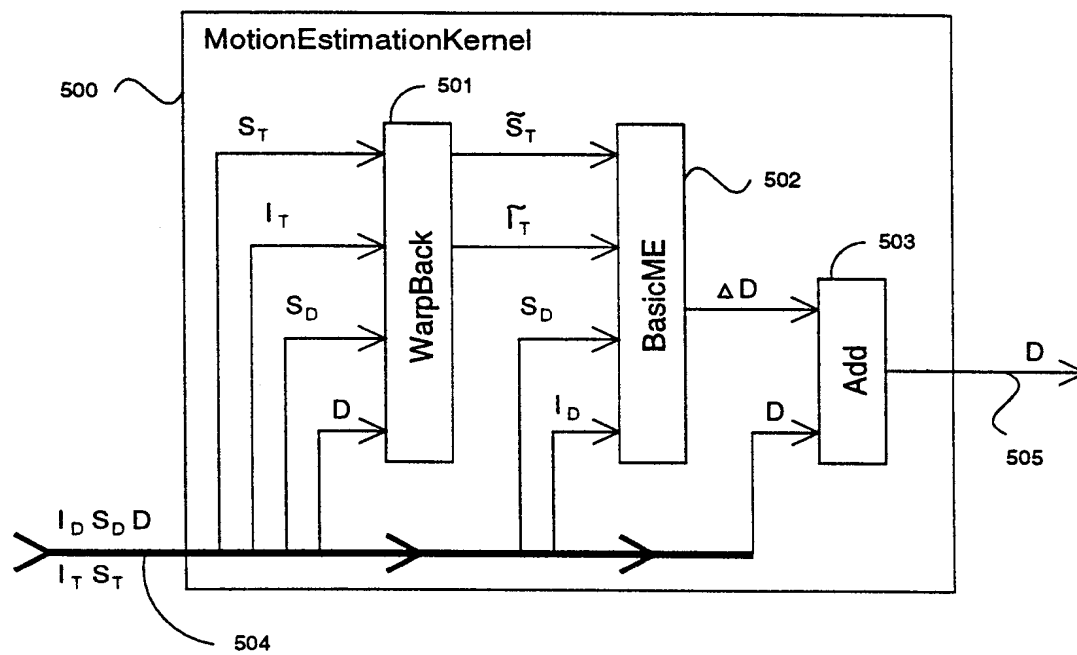 MotionEstimationKernel
500
501
S_T
S̃_T
502
I_T
Ĩ_T
503
WarpBack
BasicME
S_D
S_D
ΔD
Add
D
D
I_D
D
505
I_D S_D D
I_T S_T
504